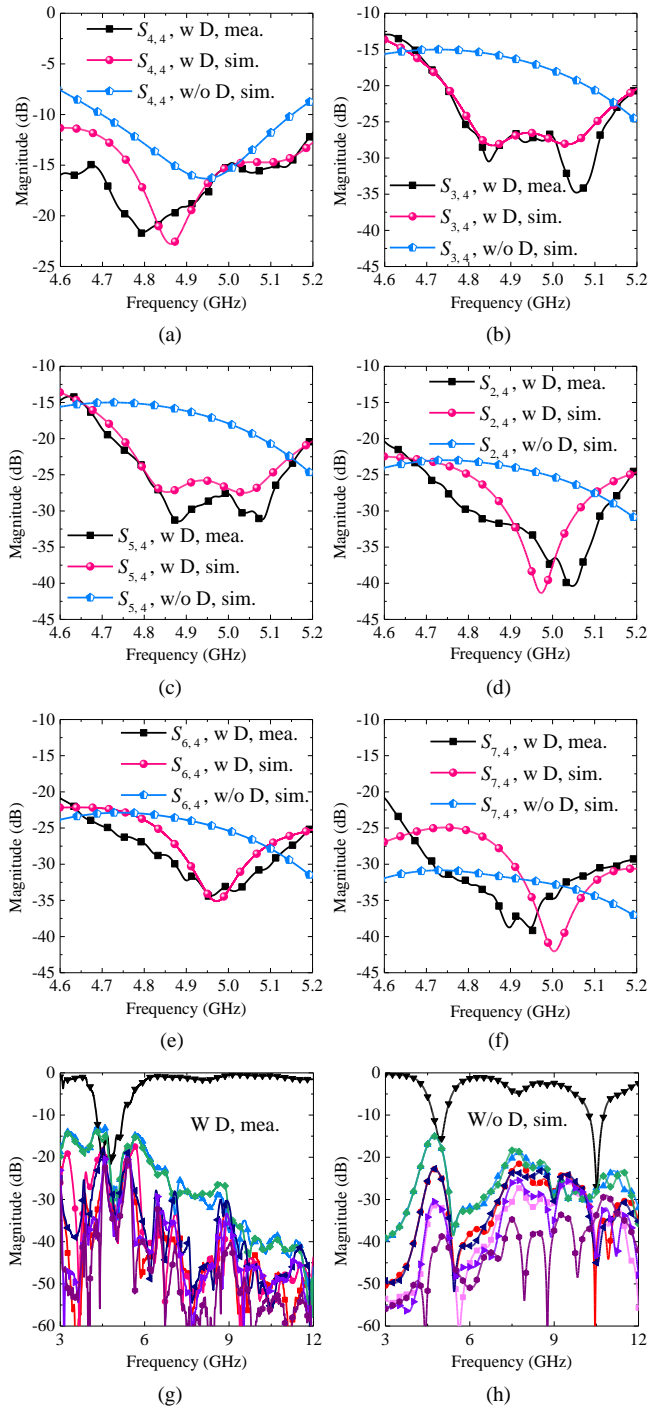 0
-5
-10
-15
-20
-25
Magnitude (dB)
S4, 4 , w D, mea.
S4, 4 , w D, sim.
S4, 4 , w/o D, sim.
4.6 4.7 4.8 4.9 5.0 5.1 5.2
Frequency (GHz)
(a)
-10
-15
-20
-25
-30
-35
-40
-45
Magnitude (dB)
S3, 4 , w D, mea.
S3, 4 , w D, sim.
S3, 4 , w/o D, sim.
4.6 4.7 4.8 4.9 5.0 5.1 5.2
Frequency (GHz)
(b)
-10
-15
-20
-25
-30
-35
-40
-45
Magnitude (dB)
S5, 4 , w D, mea.
S5, 4 , w D, sim.
S5, 4 , w/o D, sim.
4.6 4.7 4.8 4.9 5.0 5.1 5.2
Frequency (GHz)
(c)
-10
-15
-20
-25
-30
-35
-40
-45
Magnitude (dB)
S2, 4 , w D, mea.
S2, 4 , w D, sim.
S2, 4 , w/o D, sim.
4.6 4.7 4.8 4.9 5.0 5.1 5.2
Frequency (GHz)
(d)
-10
-15
-20
-25
-30
-35
-40
-45
Magnitude (dB)
S6, 4 , w D, mea.
S6, 4 , w D, sim.
S6, 4 , w/o D, sim.
4.6 4.7 4.8 4.9 5.0 5.1 5.2
Frequency (GHz)
(e)
-10
-15
-20
-25
-30
-35
-40
-45
Magnitude (dB)
S7, 4 , w D, mea.
S7, 4 , w D, sim.
S7, 4 , w/o D, sim.
4.6 4.7 4.8 4.9 5.0 5.1 5.2
Frequency (GHz)
(f)
0
-10
-20
-30
-40
-50
-60
Magnitude (dB)
W D, mea.
3 6 9 12
Frequency (GHz)
(g)
0
-10
-20
-30
-40
-50
-60
Magnitude (dB)
W/o D, sim.
3 6 9 12
Frequency (GHz)
(h)